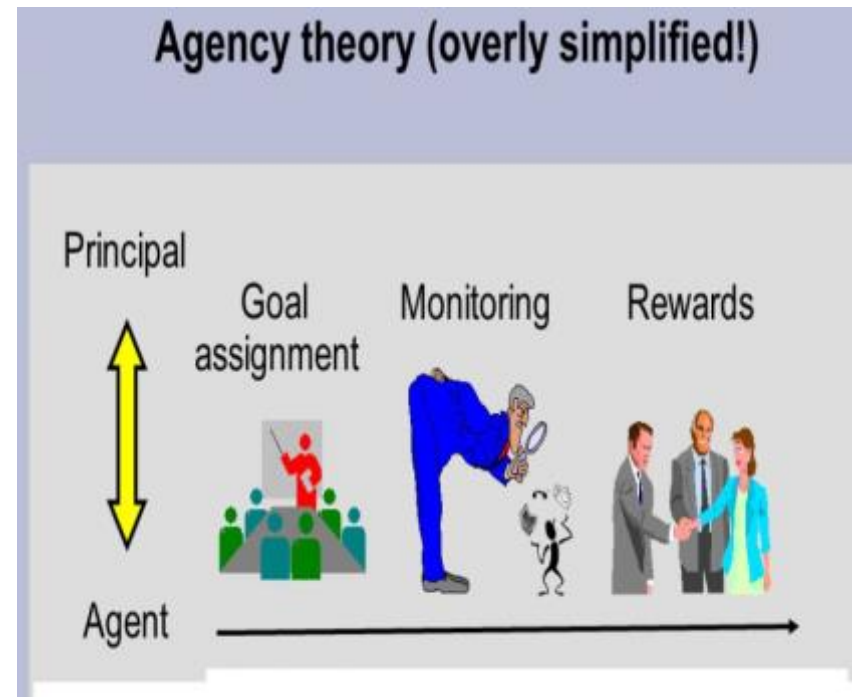 Agency theory (overly simplified!)
Principal
Goal
assignment
Monitoring
Rewards
Agent